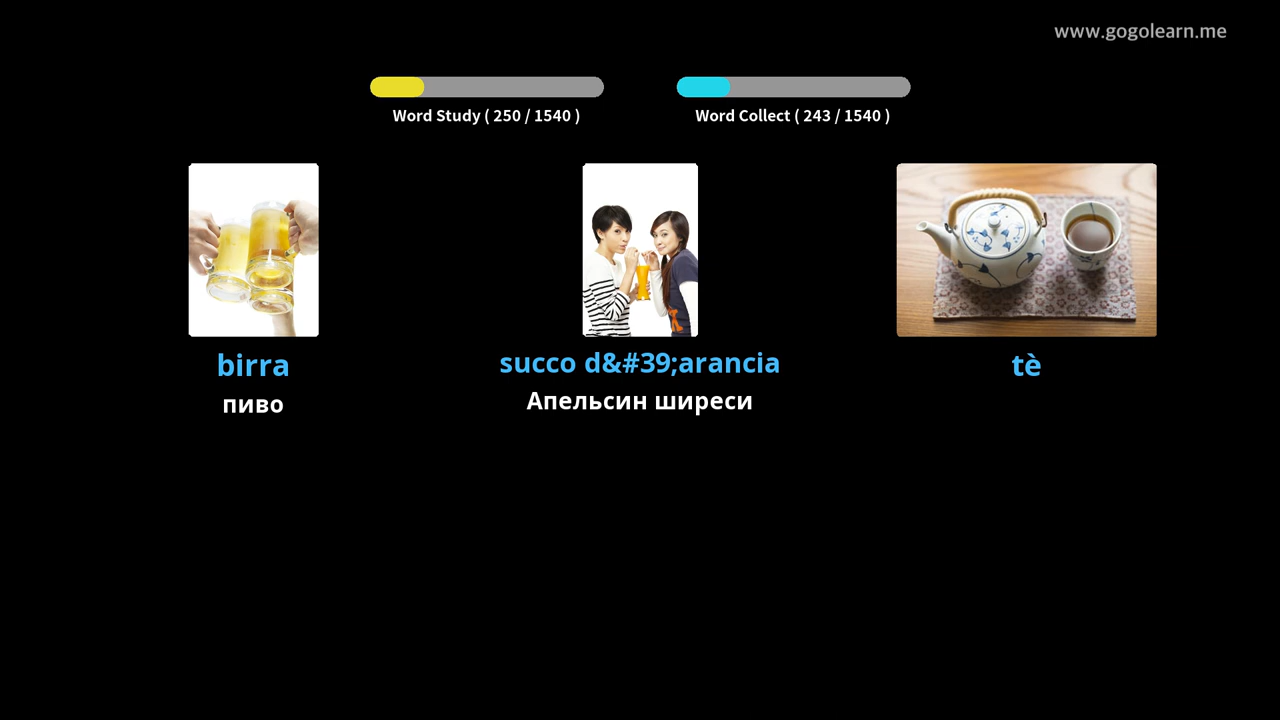 www.gogolearn.me
Word Study ( 250 / 1540 )
Word Collect ( 243 / 1540 )
birra
пиво
succo d&#39;arancia
Апельсин ширеси
tè